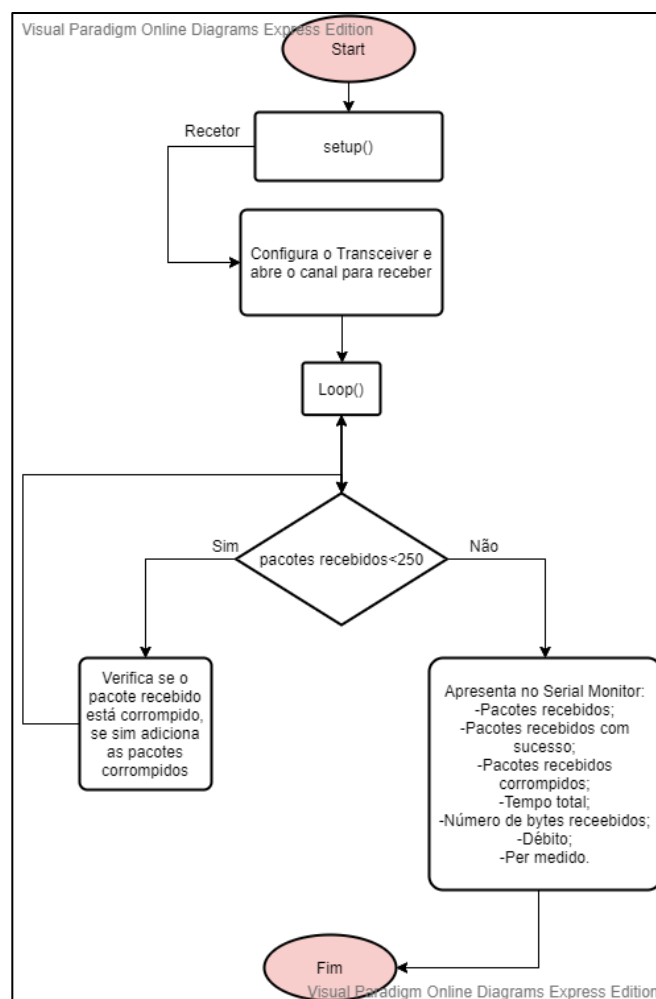 Visual Paradigm Online Diagrams Express Edition
Start
Recetor
setup()
Configura o Transceiver e
abre o canal para receber
Loop()
Sim
pacotes recebidos<250
Não
Verifica se o
pacote recebido
está corrompido,
se sim adiciona
as pacotes
corrompidos
Apresenta no Serial Monitor:
-Pacotes recebidos;
-Pacotes recebidos com
sucesso;
-Pacotes recebidos
corrompidos;
-Tempo total;
-Número de bytes receebidos;
-Débito;
-Per medido.
Fim
Visual Paradigm Online Diagrams Express Edition